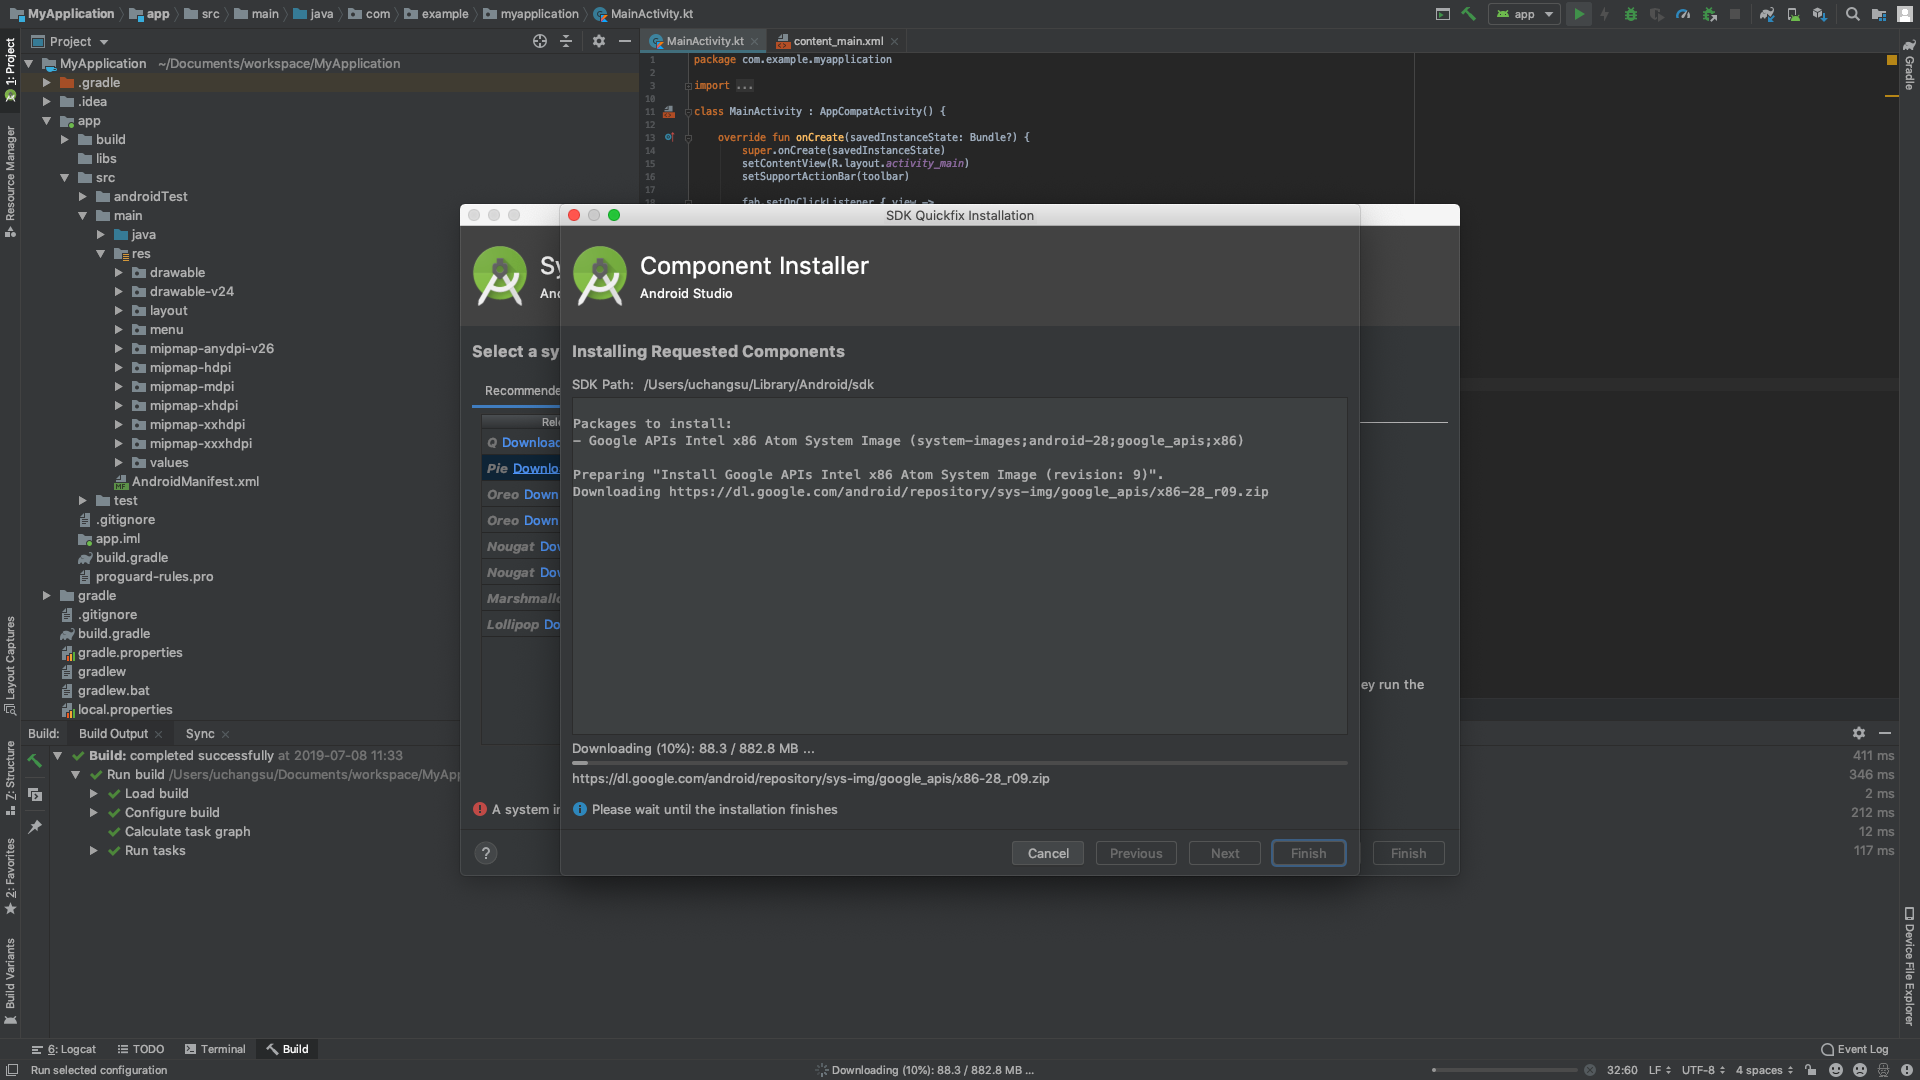 MyApplication app src main java com example myapplication MainActivity.kt
app
Project
MainActivity.kt
content_main.xml
MyApplication ~/Documents/workspace/MyApplication
.gradle
.idea
app
build
libs
src
androidTest
main
java
res
drawable
drawable-v24
layout
menu
mipmap-anydpi-v26
mipmap-hdpi
mipmap-mdpi
mipmap-xhdpi
mipmap-xxhdpi
mipmap-xxxhdpi
values
AndroidManifest.xml
test
.gitignore
app.iml
build.gradle
proguard-rules.pro
gradle
.gitignore
build.gradle
gradle.properties
gradlew
gradlew.bat
local.properties
1: Project
Resource Manager
Layout Captures
Z: Structure
2: Favorites
Build Variants
Gradle
Device File Explorer
1 package com.example.myapplication
2
3 import ...
10
11 class MainActivity : AppCompatActivity() {
12
13 override fun onCreate(savedInstanceState: Bundle?) {
14 super.onCreate(savedInstanceState)
15 setContentView(R.layout.activity_main)
16 setSupportActionBar(toolbar)
17
18 fab.setOnClickListener { view ->
Sy
And
Select a sy
Recommende
Rele
Q Downloa
Pie Downlo
Oreo Down
Oreo Down
Nougat Dow
Nougat Dow
Marshmallo
Lollipop Do
A system in
?
ey run the
Finish
SDK Quickfix Installation
Component Installer
Android Studio
Installing Requested Components
SDK Path: /Users/uchangsu/Library/Android/sdk
Packages to install:
- Google APIs Intel x86 Atom System Image (system-images;android-28;google_apis;x86)
Preparing "Install Google APIs Intel x86 Atom System Image (revision: 9)".
Downloading https://dl.google.com/android/repository/sys-img/google_apis/x86-28_r09.zip
Downloading (10%): 88.3 / 882.8 MB ...
https://dl.google.com/android/repository/sys-img/google_apis/x86-28_r09.zip
Please wait until the installation finishes
Cancel Previous Next Finish
Build: Build Output Sync
Build: completed successfully at 2019-07-08 11:33 411 ms
Run build /Users/uchangsu/Documents/workspace/MyApp 346 ms
Load build 2 ms
Configure build 212 ms
Calculate task graph 12 ms
Run tasks 117 ms
6: Logcat TODO Terminal Build Event Log
Run selected configuration Downloading (10%): 88.3 / 882.8 MB ... 32:60 LF UTF-8 4 spaces